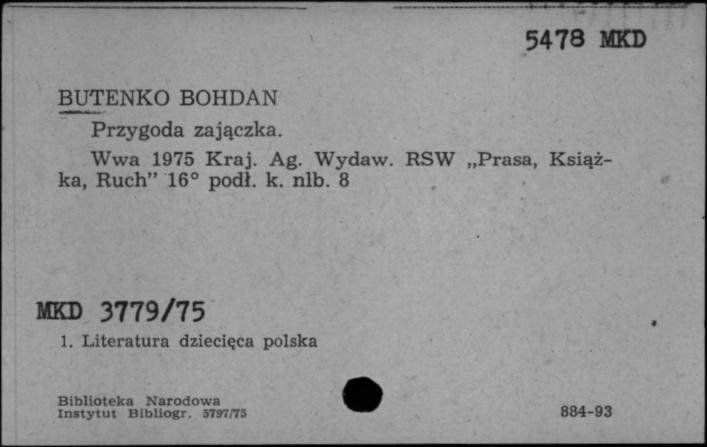 5478 MKD
BUTENKO BOHDAN
Przygoda zajączka.
Wwa 1975 Kraj. Ag. Wydaw. RSW „Prasa, Książ-
ka, Ruch” 16° podł. k. nlb. 8
MKD 3779/75
1. Literatura dziecięca polska
Biblioteka Narodowa
Instytut Bibliogr. 5797/75
884-93